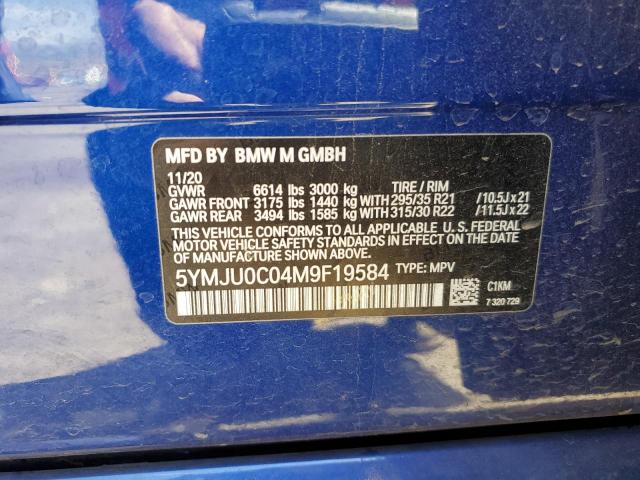 MFD BY BMW M GMBH
11/20
GVWR 6614 lbs 3000 kg TIRE / RIM
GAWR FRONT 3175 lbs 1440 kg WITH 295/35 R21 /10.5J x 21
GAWR REAR 3494 lbs 1585 kg WITH 315/30 R22 /11.5J x 22
THIS VEHICLE CONFORMS TO ALL APPLICABLE U. S. FEDERAL
MOTOR VEHICLE SAFETY STANDARDS IN EFFECT ON THE DATE OF
MANUFACTURE SHOWN ABOVE.
5YMJU0C04M9F19584 TYPE: MPV
C1KM
7 320 729